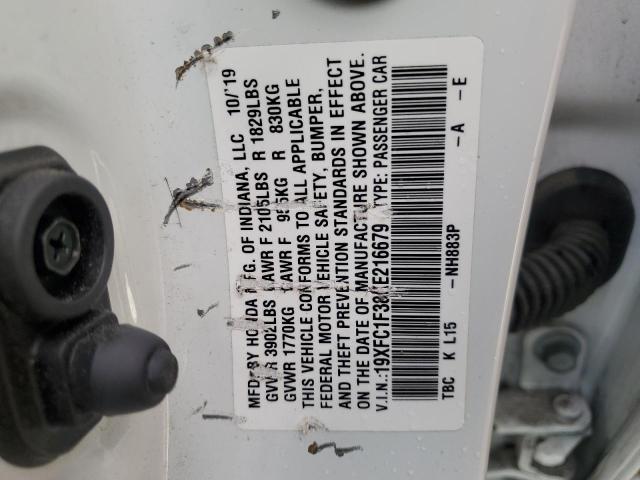 MFD. BY HONDA MFG. OF INDIANA, LLC 10/'19
GVWR 3902LBS GAWR F 2105LBS R 1829LBS
GVWR 1770KG GAWR F 955KG R 830KG
THIS VEHICLE CONFORMS TO ALL APPLICABLE
FEDERAL MOTOR VEHICLE SAFETY, BUMPER,
AND THEFT PREVENTION STANDARDS IN EFFECT
ON THE DATE OF MANUFACTURE SHOWN ABOVE.
V.I.N.: TYPE: PASSENGER CAR
TBC K L15 -NH883P -A -E